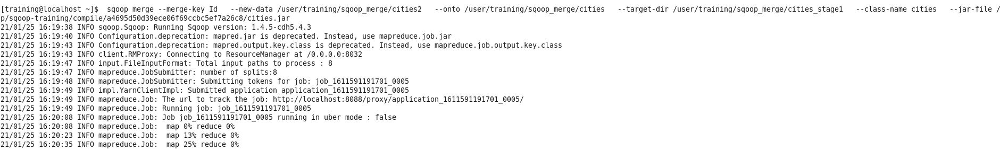 [training@localhost ~]$  sqoop merge --merge-key Id   --new-data /user/training/sqoop_merge/cities2   --onto /user/training/sqoop_merge/cities   --target-dir /user/training/sqoop_merge/cities_stage1   --class-name cities   --jar-file /
p/sqoop-training/compile/a4695d50d39ece06f69ccbc5ef7a26c8/cities.jar
21/01/25 16:19:38 INFO sqoop.Sqoop: Running Sqoop version: 1.4.5-cdh5.4.3
21/01/25 16:19:40 INFO Configuration.deprecation: mapred.jar is deprecated. Instead, use mapreduce.job.jar
21/01/25 16:19:43 INFO Configuration.deprecation: mapred.output.key.class is deprecated. Instead, use mapreduce.job.output.key.class
21/01/25 16:19:43 INFO client.RMProxy: Connecting to ResourceManager at /0.0.0.0:8032
21/01/25 16:19:47 INFO input.FileInputFormat: Total input paths to process : 8
21/01/25 16:19:47 INFO mapreduce.JobSubmitter: number of splits:8
21/01/25 16:19:48 INFO mapreduce.JobSubmitter: Submitting tokens for job: job_1611591191701_0005
21/01/25 16:19:49 INFO impl.YarnClientImpl: Submitted application application_1611591191701_0005
21/01/25 16:19:49 INFO mapreduce.Job: The url to track the job: http://localhost:8088/proxy/application_1611591191701_0005/
21/01/25 16:19:49 INFO mapreduce.Job: Running job: job_1611591191701_0005
21/01/25 16:20:08 INFO mapreduce.Job: Job job_1611591191701_0005 running in uber mode : false
21/01/25 16:20:08 INFO mapreduce.Job:  map 0% reduce 0%
21/01/25 16:20:23 INFO mapreduce.Job:  map 13% reduce 0%
21/01/25 16:20:35 INFO mapreduce.Job:  map 25% reduce 0%